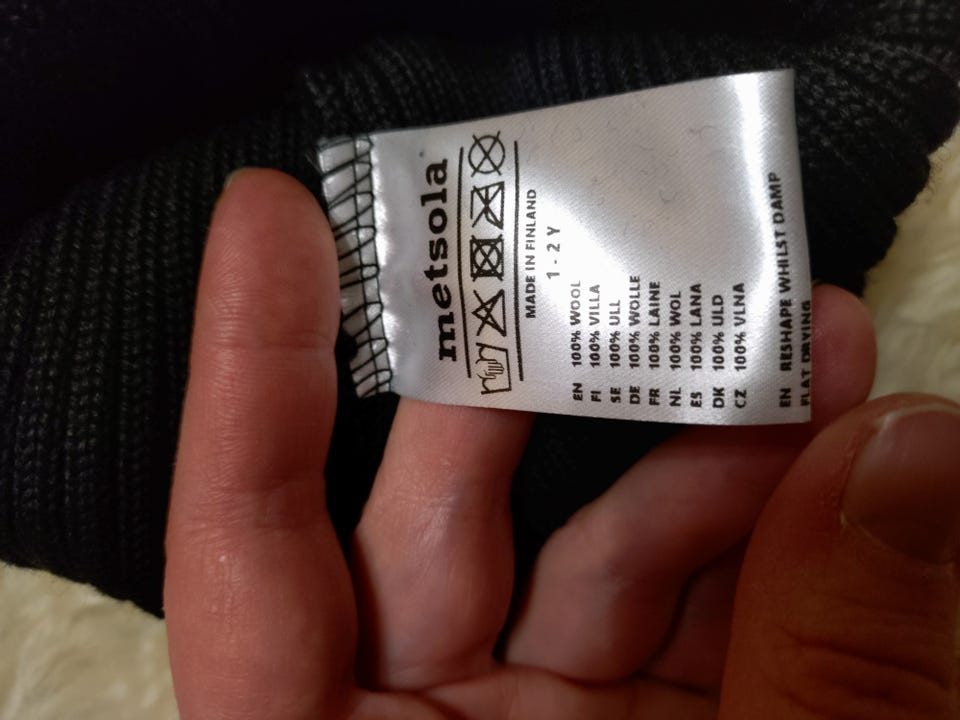 metsola
MADE IN FINLAND
1 - 2 Y
EN 100% WOOL
FI 100% VILLA
SE 100% ULL
DE 100% WOLLE
FR 100% LAINE
NL 100% WOL
ES 100% LANA
DK 100% ULD
CZ 100% VLNA
EN RESHAPE WHILST DAMP
FLAT DRYING